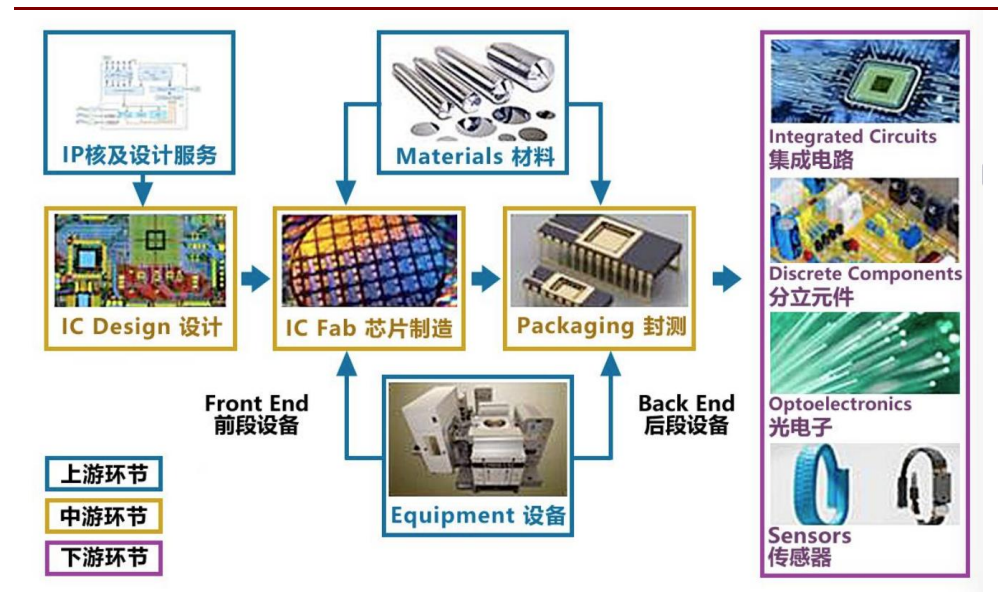 IP核及设计服务
Materials 材料
IC Design 设计
IC Fab 芯片制造
Packaging 封测
Front End
前段设备
Back End
后段设备
Equipment 设备
上游环节
中游环节
下游环节
Integrated Circuits
集成电路
Discrete Components
分立元件
Optoelectronics
光电子
Sensors
传感器